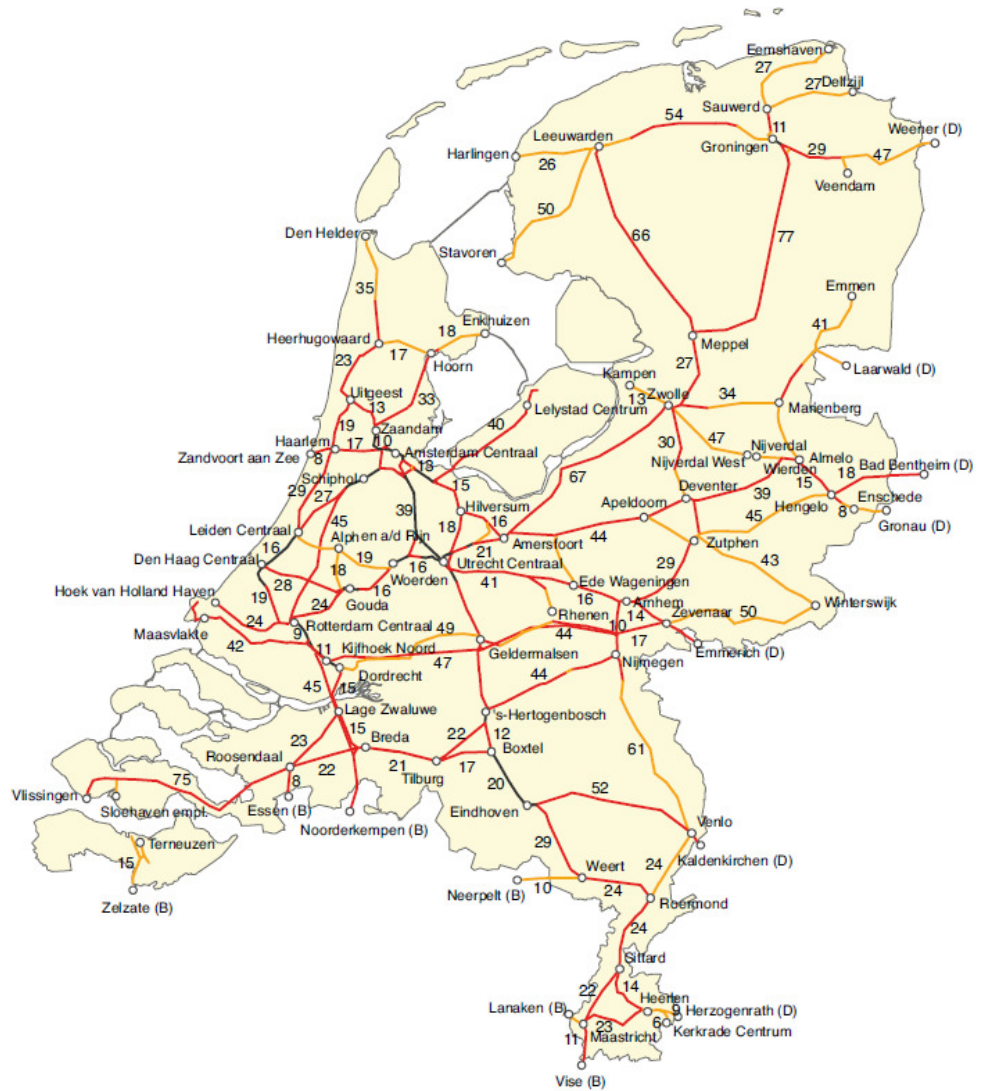 Eemshaven
27
27 Delfzijl
Sauwerd
54
11
Leeuwarden
Groningen
Weener (D)
Harlingen
26
29
47
Veendam
50
66
77
Den Helder
Stavoren
35
Emmen
41
Enkhuizen
18
Heerhugowaard
17
Hoorn
Meppel
23
27
Laarwald (D)
Kampen
13
Zwolle
34
Uitgeest
13
33
Lelystad Centrum
Mariënberg
19
Zaandam
40
30
47
Haarlem
17
10
Amsterdam Centraal
Nijverdal
Zandvoort aan Zee
8
13
Nijverdal West
Wierden
Almelo
Schiphol
15
67
Deventer
15
18
Bad Bentheim (D)
29
27
39
39
Hengelo
Enschede
8
Hilversum
Apeldoorn
45
Gronau (D)
Leiden Centraal
45
18
16
44
16
Alphen a/d Rijn
21
Amersfoort
Zutphen
Den Haag Centraal
19
16
Utrecht Centraal
43
Woerden
29
Hoek van Holland Haven
28
18
16
41
Ede Wageningen
19
24
Gouda
16
Arnhem
24
Rotterdam Centraal
Rhenen
14
Zevenaar
50
Winterswijk
Maasvlakte
9
49
44
10
42
11
Kijfhoek Noord
17
47
Geldermalsen
Emmerich (D)
Dordrecht
Nijmegen
45
15
44
Lage Zwaluwe
's-Hertogenbosch
23
15
22
12
61
Roosendaal
Breda
Boxtel
22
21
17
75
8
Tilburg
20
52
Vlissingen
Sloehaven empl.
Essen (B)
Eindhoven
Noorderkempen (B)
Venlo
Terneuzen
29
Kaldenkirchen (D)
15
Weert
24
Zelzate (B)
Neerpelt (B)
10
24
Roermond
24
Sittard
22
14
Lanaken (B)
Heerlen
9
Herzogenrath (D)
23
6
Kerkrade Centrum
11
Maastricht
Vise (B)